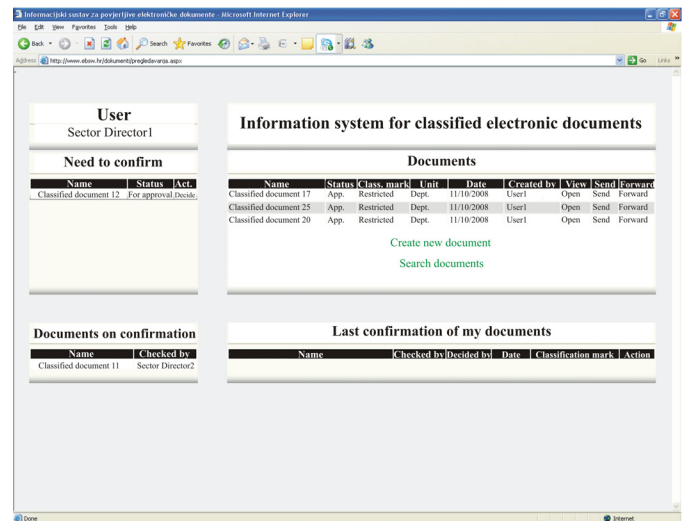 Informacijski sustav za povjerljive elektroničke dokumente - Microsoft Internet Explorer
File Edit View Favorites Tools Help
Back Search Favorites
Address http://www.ebsw.hr/dokumenti/pregledavanja.aspx Go Links
User
Sector Director1
Information system for classified electronic documents
Need to confirm
Name Status Act.
Classified document 12 For approval Decide
Documents
Name Status Class. mark Unit Date Created by View Send Forward
Classified document 17 App. Restricted Dept. 11/10/2008 User1 Open Send Forward
Classified document 25 App. Restricted Dept. 11/10/2008 User1 Open Send Forward
Classified document 20 App. Restricted Dept. 11/10/2008 User1 Open Send Forward
Create new document
Search documents
Documents on confirmation
Name Checked by
Classified document 11 Sector Director2
Last confirmation of my documents
Name Checked by Decided by Date Classification mark Action
Done Internet